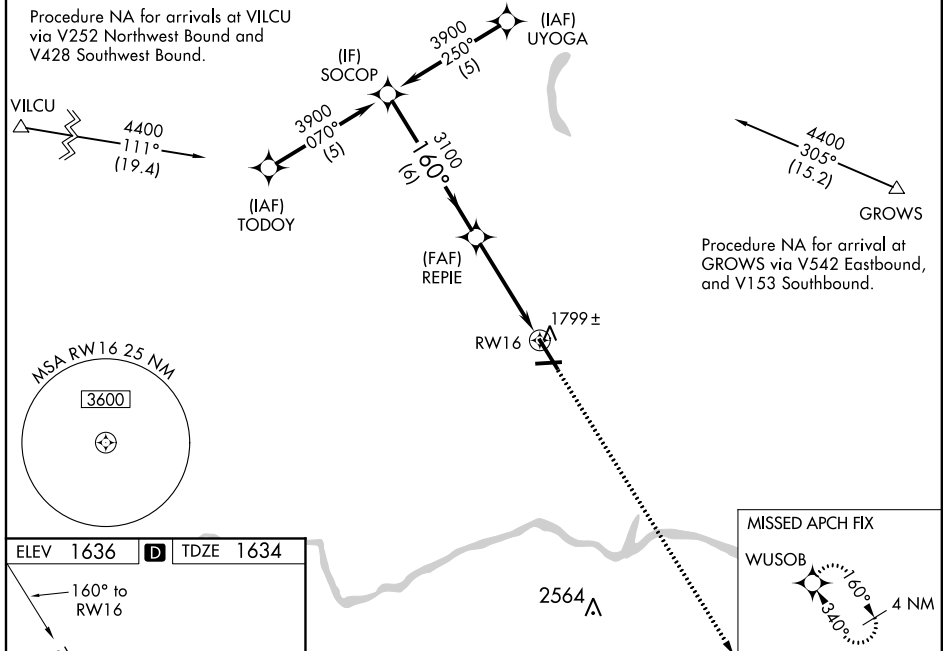 Procedure NA for arrivals at VILCU
via V252 Northwest Bound and
V428 Southwest Bound.
(IAF)
UYOGA
3900
250°
(5)
(IF)
SOCOP
VILCU
4400
111°
(19.4)
3900
070°
(5)
(IAF)
TODOY
3100
160°
(6)
4400
305°
(15.2)
GROWS
(FAF)
REPIE
Procedure NA for arrival at
GROWS via V542 Eastbound,
and V153 Southbound.
RW16
1799 ±
MSA RW16 25 NM
3600
ELEV 1636 D TDZE 1634
160° to
RW16
2564
MISSED APCH FIX
WUSOB
160°
340°
4 NM